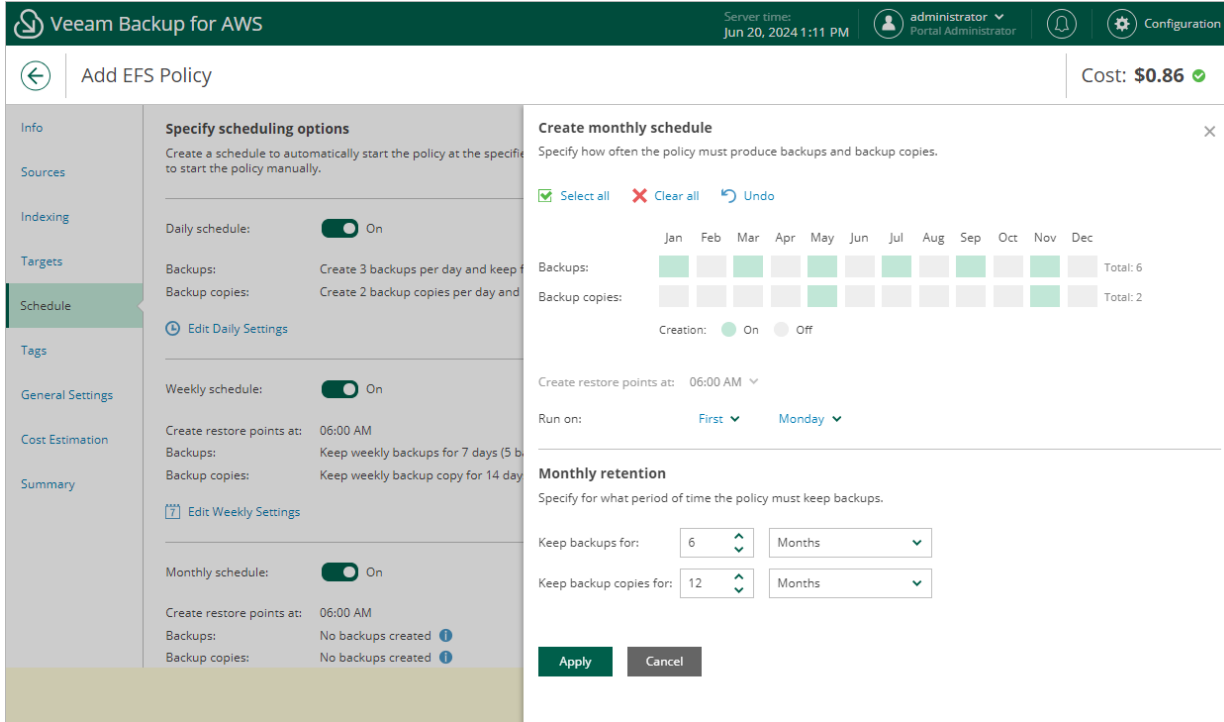 Veeam Backup for AWS
Server time:
Jun 20, 2024 1:11 PM
administrator
Portal Administrator
Configuration
Add EFS Policy
Cost: $0.86
Info
Sources
Indexing
Targets
Schedule
Tags
General Settings
Cost Estimation
Summary
Specify scheduling options
Create a schedule to automatically start the policy at the specifie
to start the policy manually.
Daily schedule: On
Backups: Create 3 backups per day and keep f
Backup copies: Create 2 backup copies per day and
Edit Daily Settings
Weekly schedule: On
Create restore points at: 06:00 AM
Backups: Keep weekly backups for 7 days (5 b
Backup copies: Keep weekly backup copy for 14 day
7 Edit Weekly Settings
Monthly schedule: On
Create restore points at: 06:00 AM
Backups: No backups created
Backup copies: No backups created
Create monthly schedule
Specify how often the policy must produce backups and backup copies.
Select all Clear all Undo
Jan Feb Mar Apr May Jun Jul Aug Sep Oct Nov Dec
Backups: Total: 6
Backup copies: Total: 2
Creation: On Off
Create restore points at: 06:00 AM
Run on: First Monday
Monthly retention
Specify for what period of time the policy must keep backups.
Keep backups for: 6 Months
Keep backup copies for: 12 Months
Apply Cancel